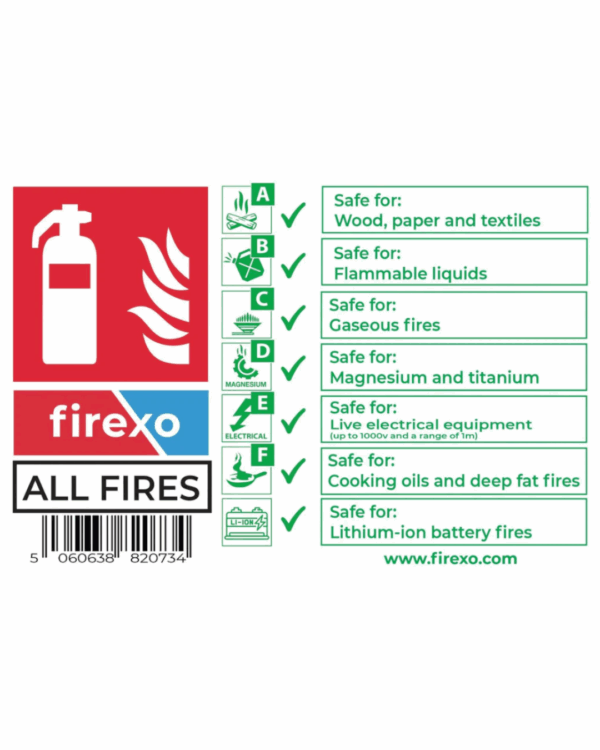 A
Safe for:
Wood, paper and textiles
B
Safe for:
Flammable liquids
C
Safe for:
Gaseous fires
D
MAGNESIUM
Safe for:
Magnesium and titanium
E
ELECTRICAL
Safe for:
Live electrical equipment
(up to 1000v and a range of 1m)
F
Safe for:
Cooking oils and deep fat fires
LI-ION
Safe for:
Lithium-ion battery fires
www.firexo.com
firexo
ALL FIRES
5 060638 820734